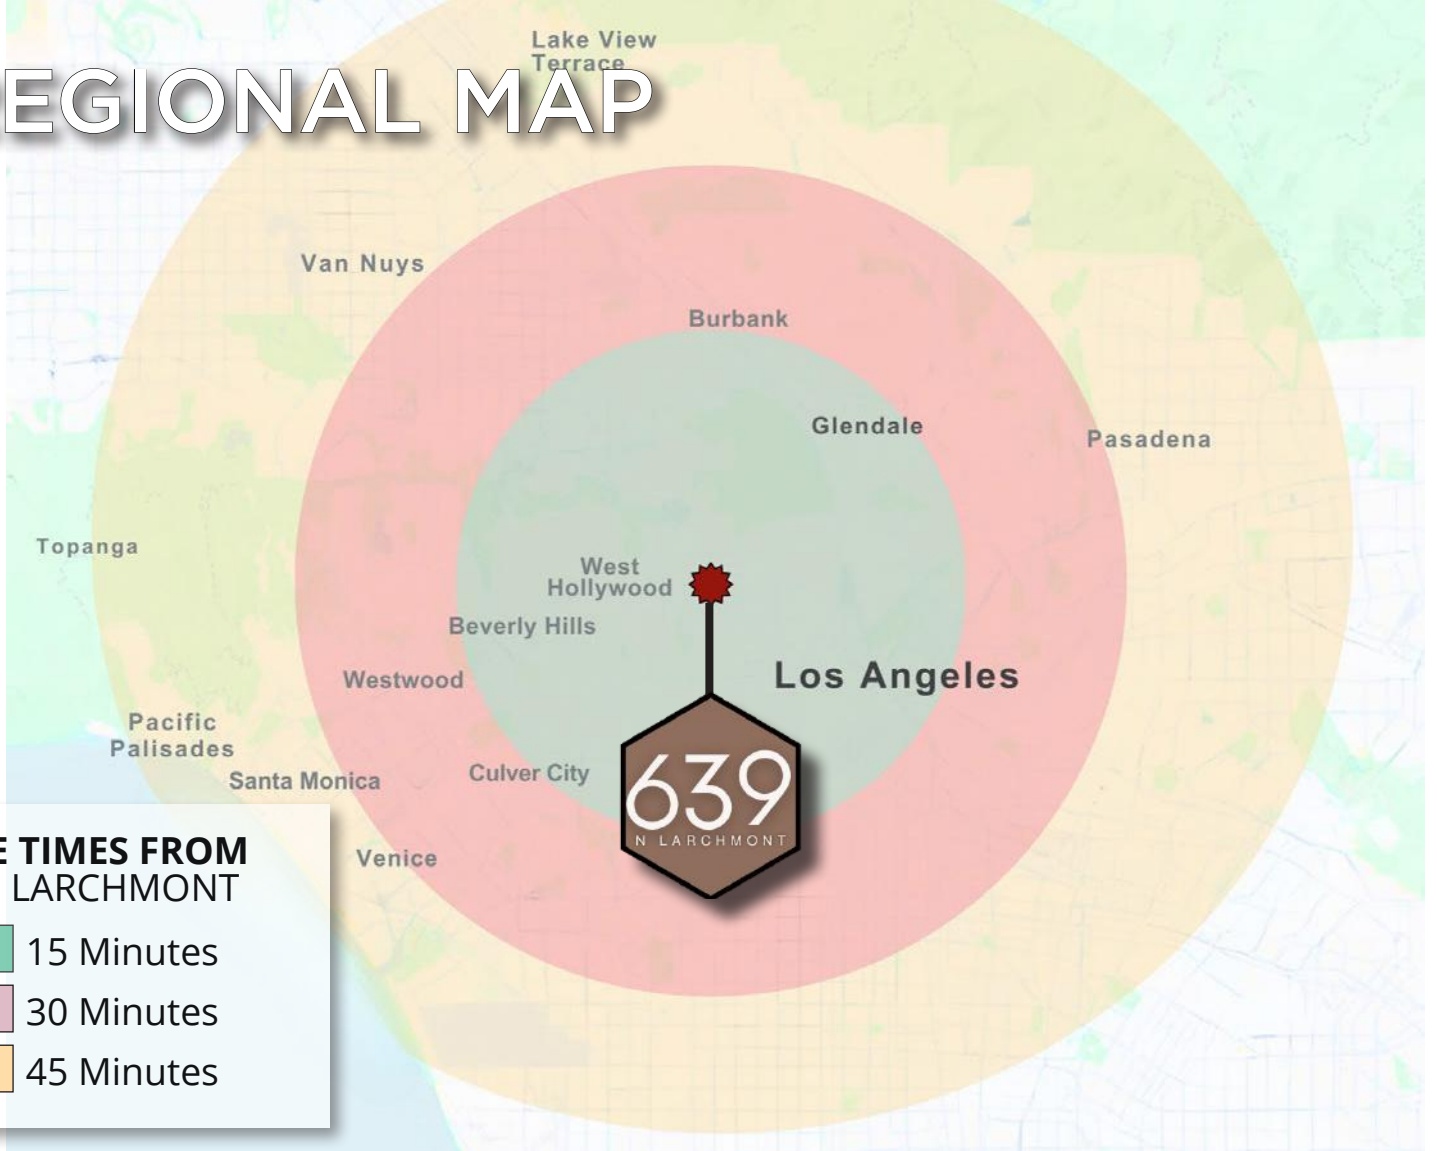 Lake View
Terrace
EGIONAL MAP
Van Nuys
Burbank
Glendale
Pasadena
Topanga
West
Hollywood
Beverly Hills
Los Angeles
Westwood
Pacific
Palisades
Santa Monica
Culver City
639
N LARCHMONT
Venice
E TIMES FROM
LARCHMONT
15 Minutes
30 Minutes
45 Minutes